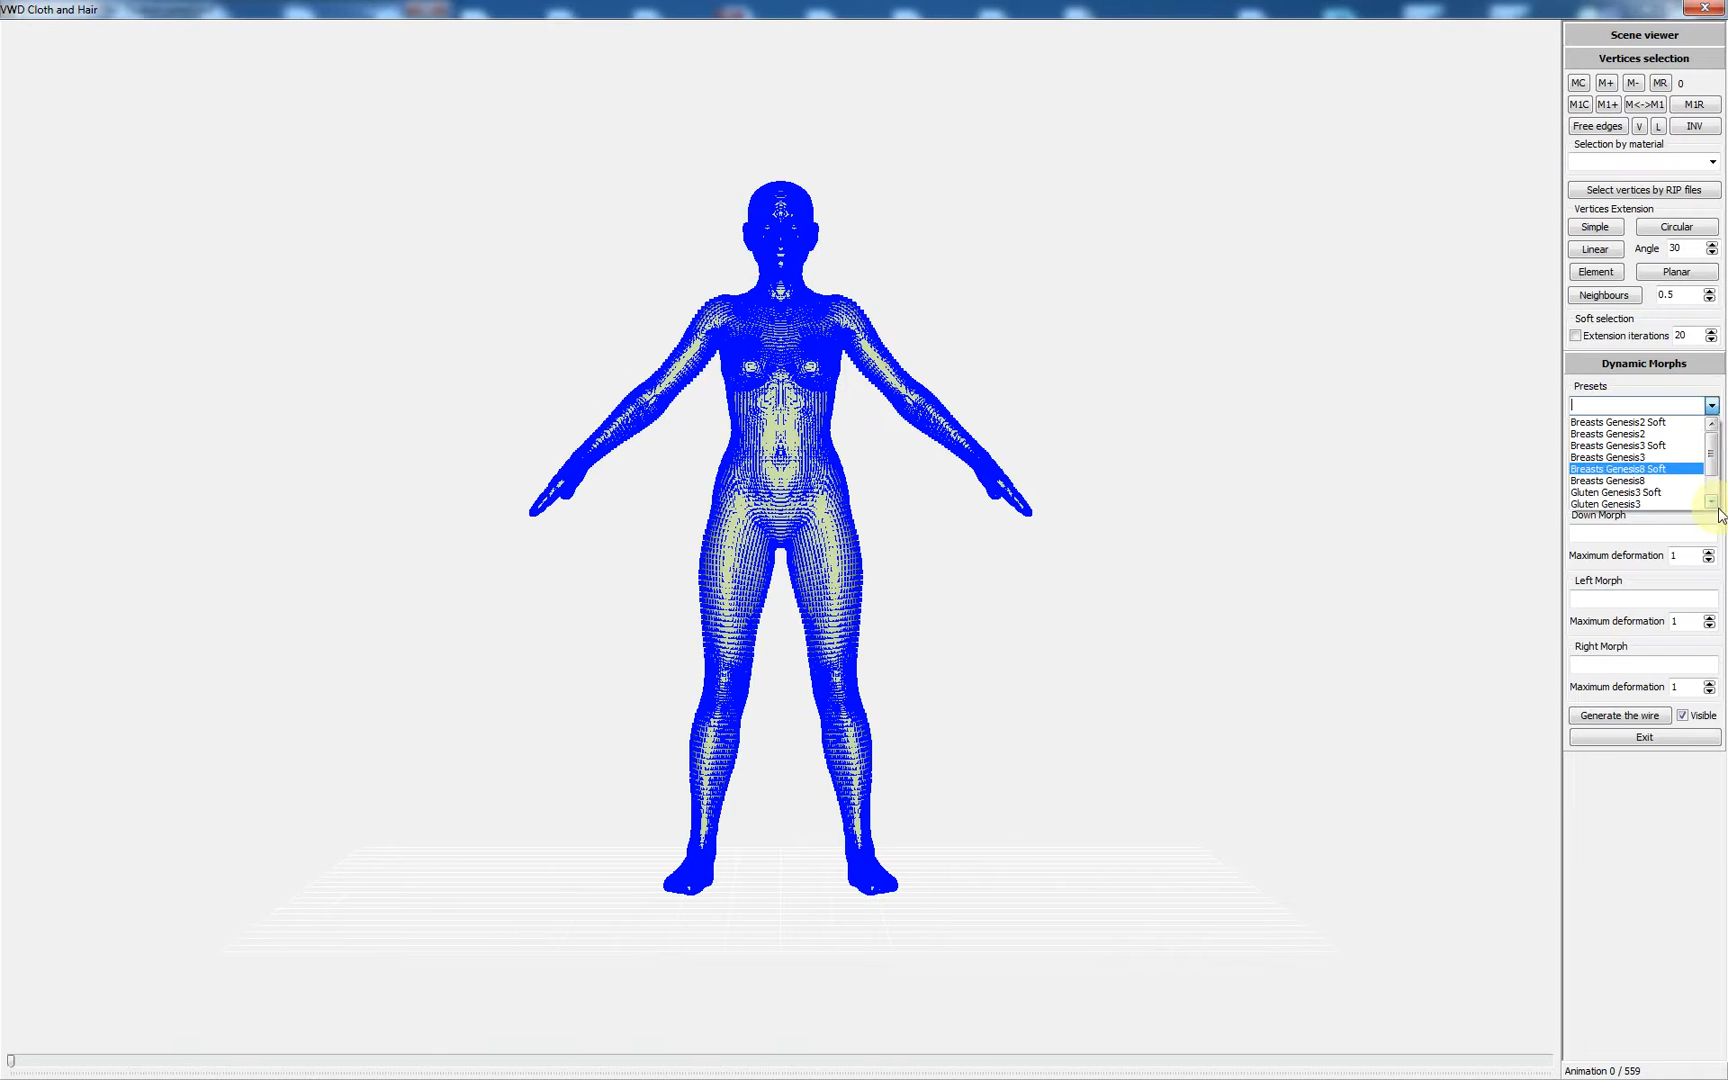 VWD Cloth and Hair
Scene viewer
Vertices selection
MC M+ M- MR 0
M1C M1+ M<->M1 M1R
Free edges V L INV
Selection by material
Select vertices by RIP files
Vertices Extension
Simple Circular
Linear Angle 30
Element Planar
Neighbours 0.5
Soft selection
Extension iterations 20
Dynamic Morphs
Presets
Breasts Genesis2 Soft
Breasts Genesis2
Breasts Genesis3 Soft
Breasts Genesis3
Breasts Genesis8 Soft
Breasts Genesis8
Gluten Genesis3 Soft
Gluten Genesis3
Down Morph
Maximum deformation 1
Left Morph
Maximum deformation 1
Right Morph
Maximum deformation 1
Generate the wire Visible
Exit
Animation 0 / 559